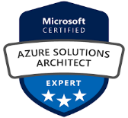 Microsoft
CERTIFIED
AZURE SOLUTIONS
ARCHITECT
EXPERT